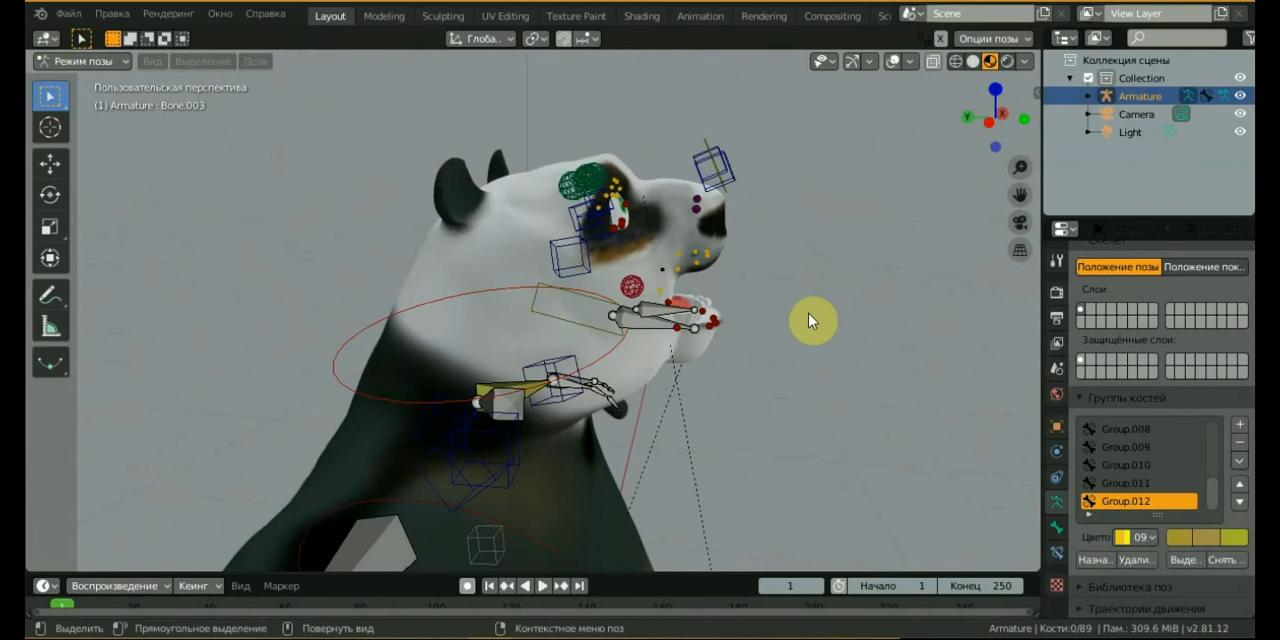 Файл Правка Рендеринг Окно Справка Layout Modeling Sculpting UV Editing Texture Paint Shading Animation Rendering Compositing Scene View Layer
Глоба.. Опции позы
Режим позы Вид Выделение Поза
Коллекция сцены
Пользовательская перспектива
Collection
(1) Armature : Bone.003
Armature
Camera
Light
Y X
Положение позы Положение пок..
Слои:
Защищённые слои:
Группы костей
Group.008
Group.009
Group.010
Group.011
Group.012
Цвето 09
Назна.. Удали.. Выде.. Снять ..
Библиотека поз
Траектории движения
Воспроизведение Кеинг Вид Маркер 1 Начало 1 Конец 250
1
Выделить Прямоугольное выделение Повернуть вид Контекстное меню поз Armature | Кости:0/89 | Пам.: 309.6 MiB | v2.81.12